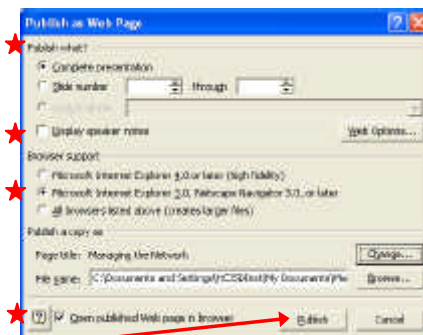 Publish as Web Page
Publish what?
Complete presentation
Slide number through
Display speaker notes
Web Options...
Browser support
Microsoft Internet Explorer 4.0 or later (high fidelity)
Microsoft Internet Explorer 3.0, Netscape Navigator 3.0, or later
All browsers listed above (creates larger files)
Publish a copy as
Page title: Managing the Network Change...
File name: Browse...
Open published Web page in browser Publish Cancel